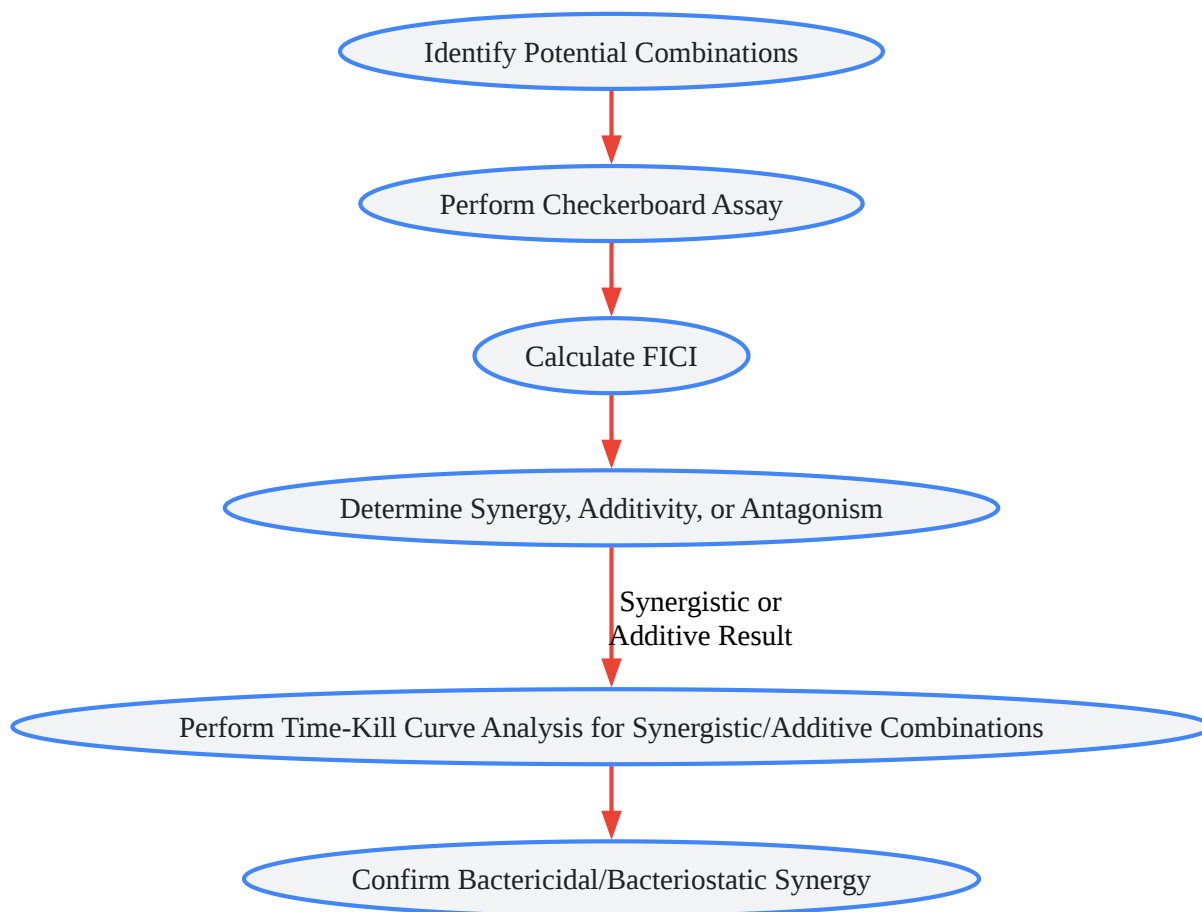 Identify Potential Combinations
Perform Checkerboard Assay
Calculate FICI
Determine Synergy, Additivity, or Antagonism
Synergistic or
Additive Result
Perform Time-Kill Curve Analysis for Synergistic/Additive Combinations
Confirm Bactericidal/Bacteriostatic Synergy